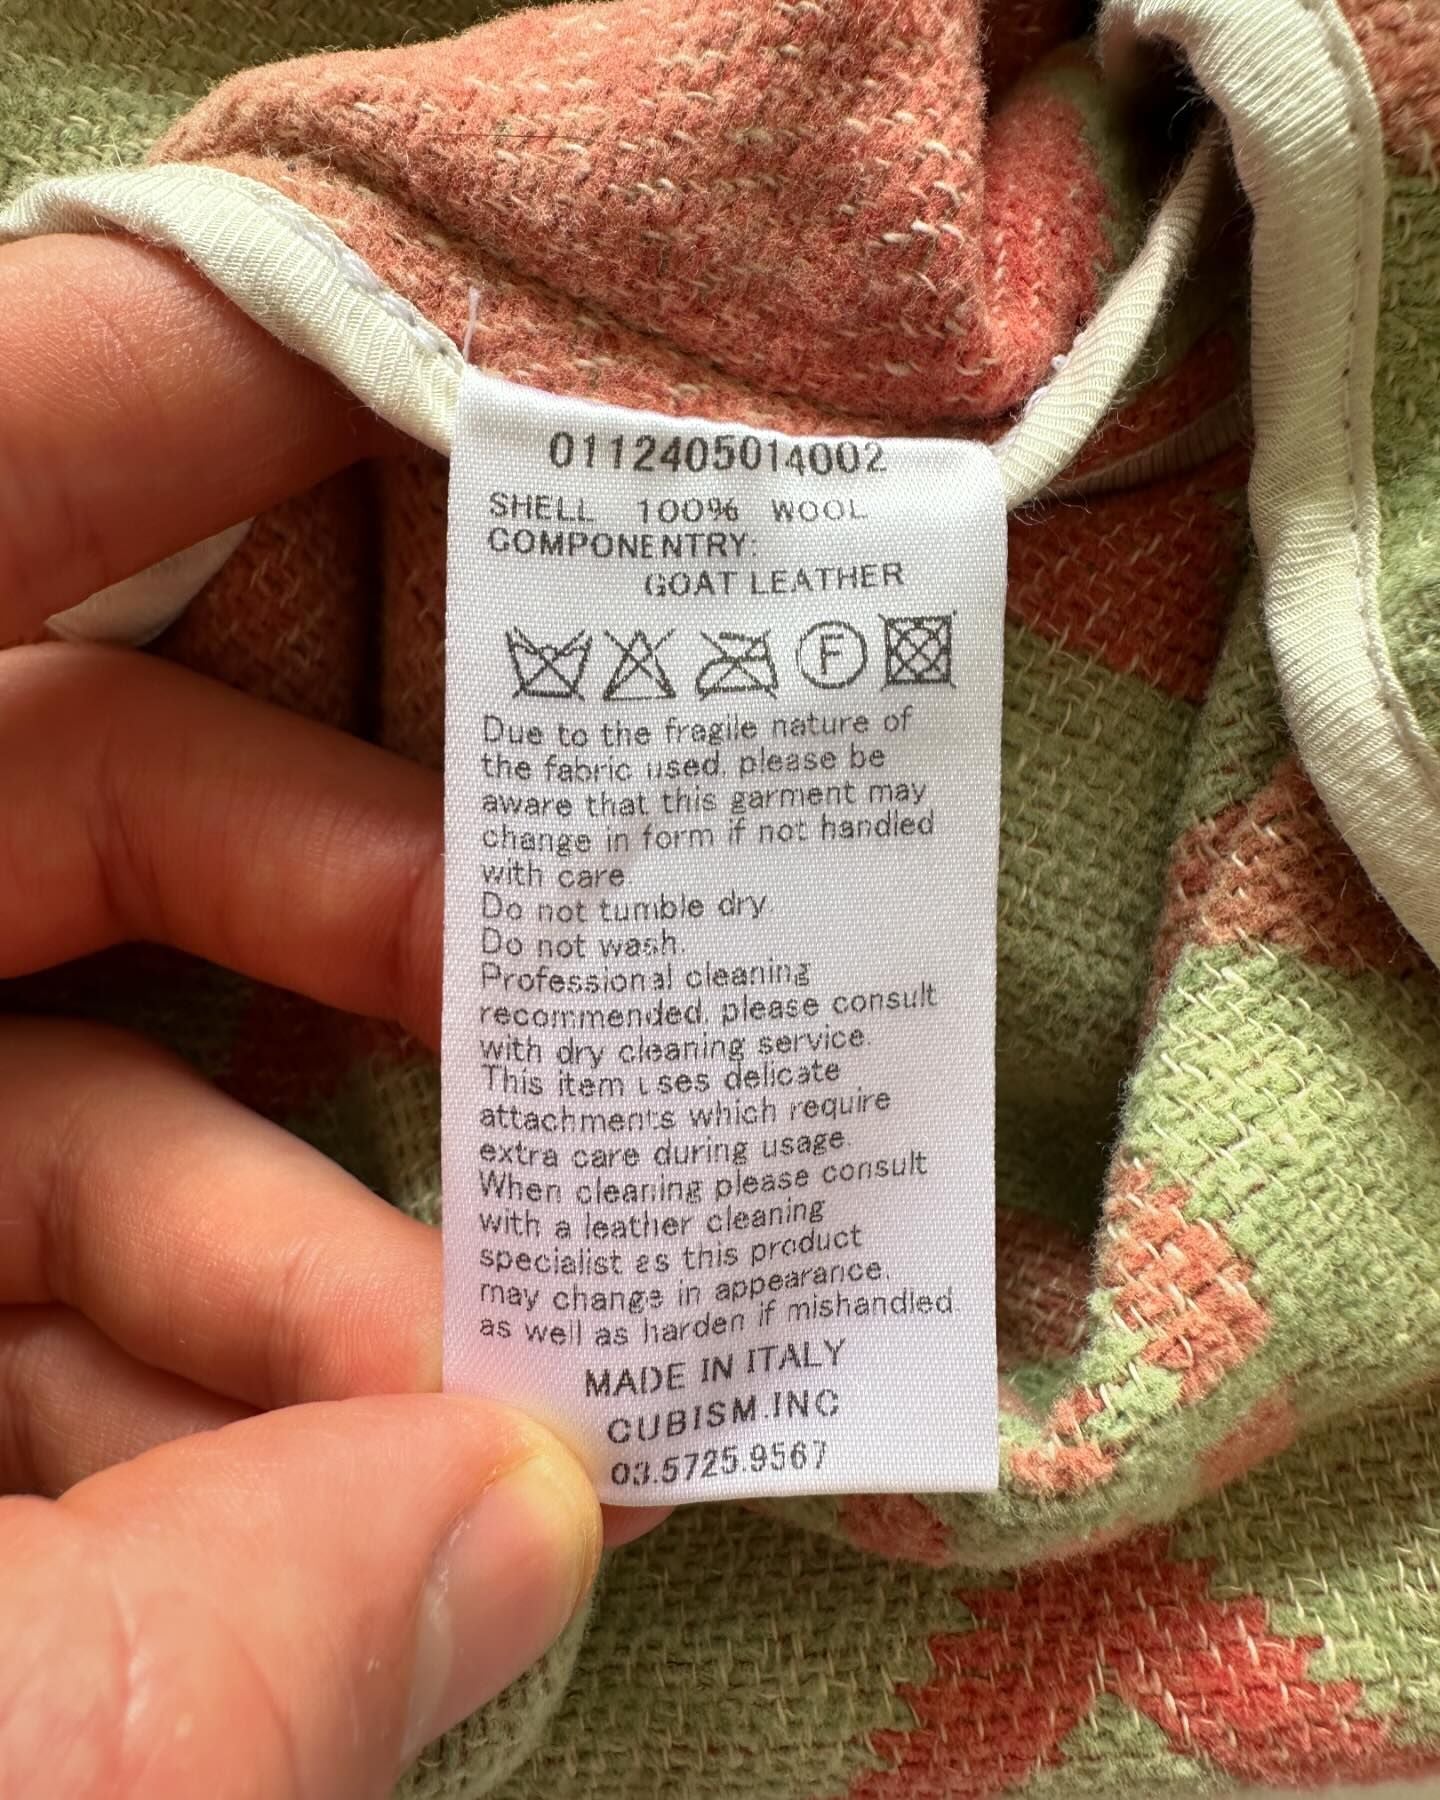 0112405014002
SHELL 100% WOOL
COMPONENTRY:
GOAT LEATHER
F
Due to the fragile nature of
the fabric used, please be
aware that this garment may
change in form if not handled
with care.
Do not tumble dry.
Do not wash.
Professional cleaning
recommended, please consult
with dry cleaning service.
This item uses delicate
attachments which require
extra care during usage.
When cleaning please consult
with a leather cleaning
specialist as this product
may change in appearance,
as well as harden if mishandled.
MADE IN ITALY
CUBISM.INC
03.5725.9567